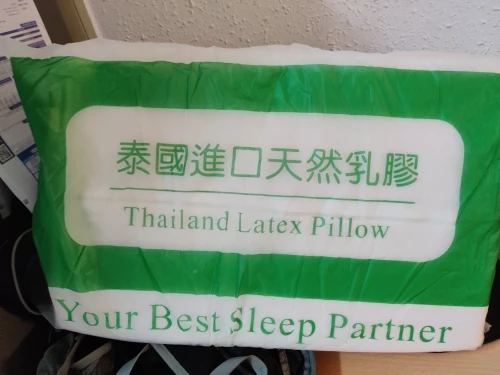 泰國進口天然乳膠
Thailand Latex Pillow
Your Best Sleep Partner